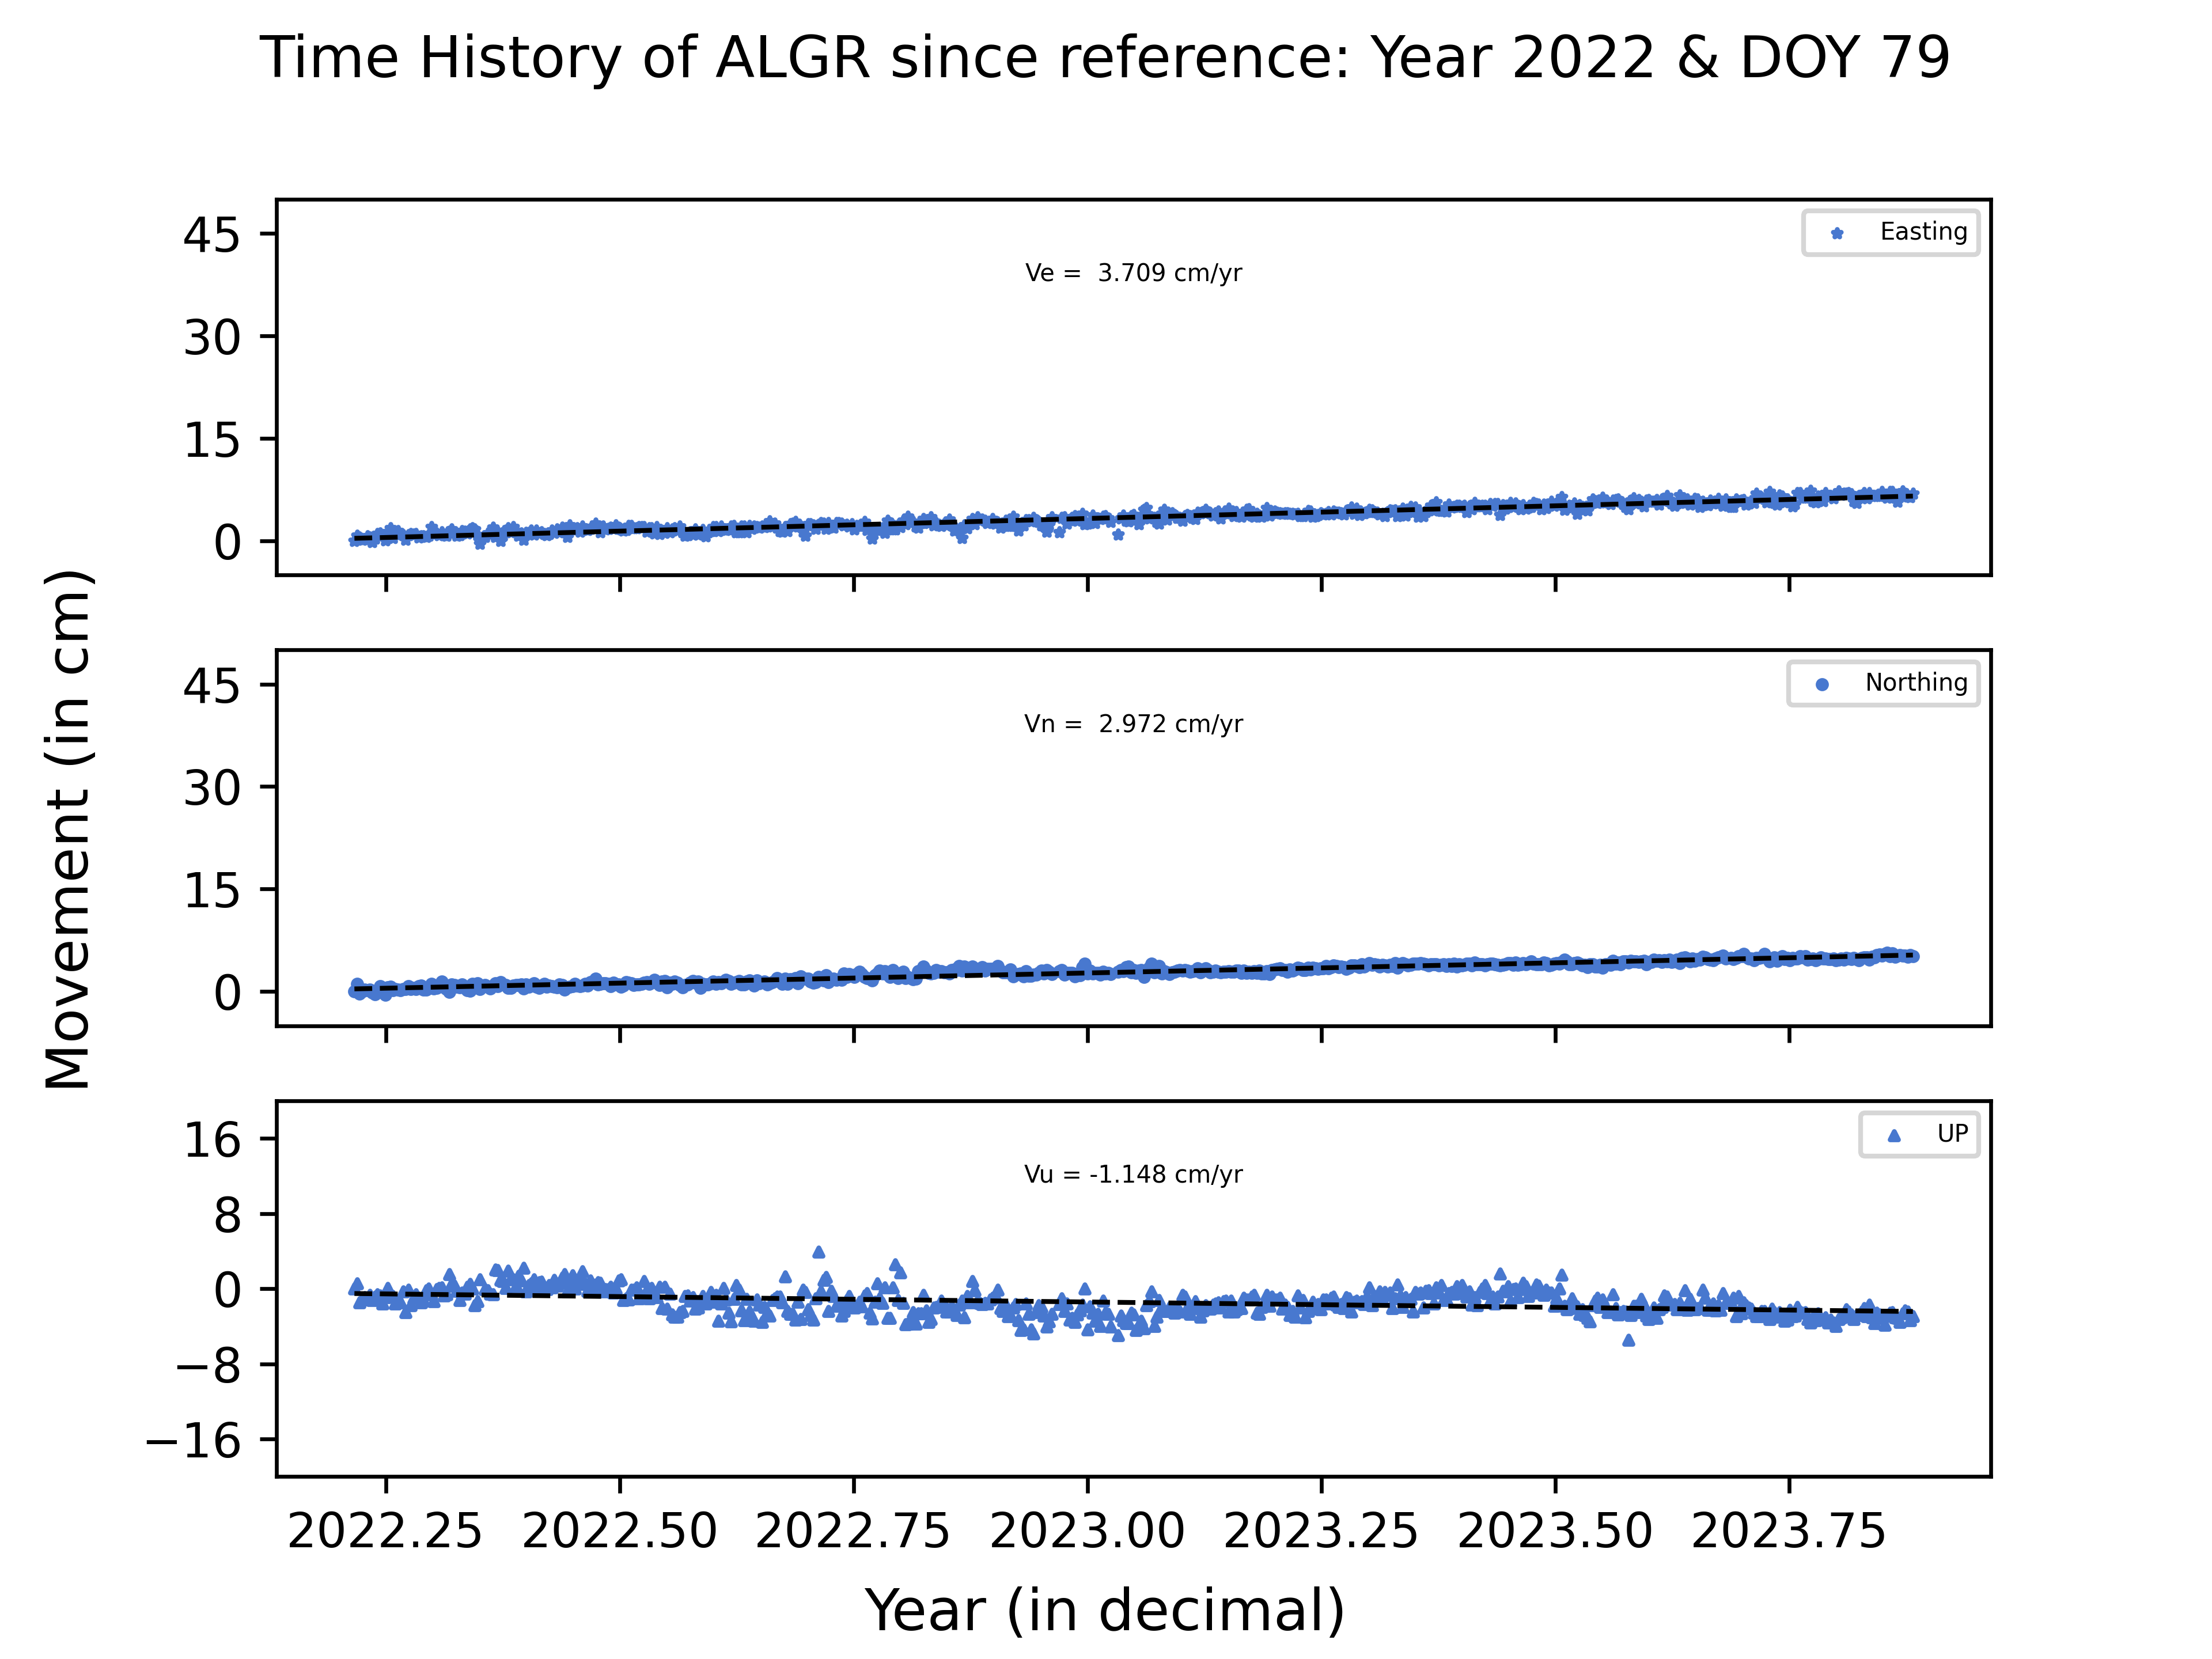 Time History of ALGR since reference: Year 2022 & DOY 79
Movement (in cm)
45
30
15
0
Ve =  3.709 cm/yr
Easting
45
30
15
0
Vn =  2.972 cm/yr
Northing
16
8
0
−8
−16
Vu = -1.148 cm/yr
UP
2022.25 2022.50 2022.75 2023.00 2023.25 2023.50 2023.75
Year (in decimal)